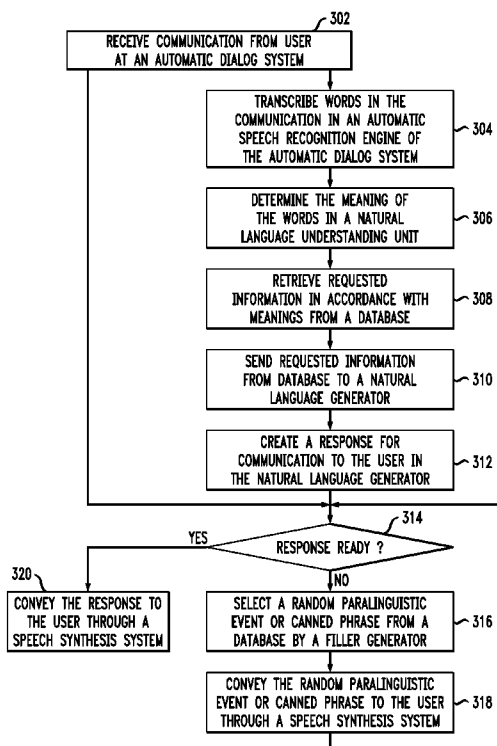 302
RECEIVE COMMUNICATION FROM USER
AT AN AUTOMATIC DIALOG SYSTEM
TRANSCRIBE WORDS IN THE
COMMUNICATION IN AN AUTOMATIC
SPEECH RECOGNITION ENGINE OF
THE AUTOMATIC DIALOG SYSTEM
304
DETERMINE THE MEANING OF
THE WORDS IN A NATURAL
LANGUAGE UNDERSTANDING UNIT
306
RETRIEVE REQUESTED
INFORMATION IN ACCORDANCE WITH
MEANINGS FROM A DATABASE
308
SEND REQUESTED INFORMATION
FROM DATABASE TO A NATURAL
LANGUAGE GENERATOR
310
CREATE A RESPONSE FOR
COMMUNICATION TO THE USER IN
THE NATURAL LANGUAGE GENERATOR
312
314
YES
RESPONSE READY ?
NO
320
CONVEY THE RESPONSE TO
THE USER THROUGH A
SPEECH SYNTHESIS SYSTEM
SELECT A RANDOM PARALINGUISTIC
EVENT OR CANNED PHRASE FROM A
DATABASE BY A FILLER GENERATOR
316
CONVEY THE RANDOM PARALINGUISTIC
EVENT OR CANNED PHRASE TO THE USER
THROUGH A SPEECH SYNTHESIS SYSTEM
318